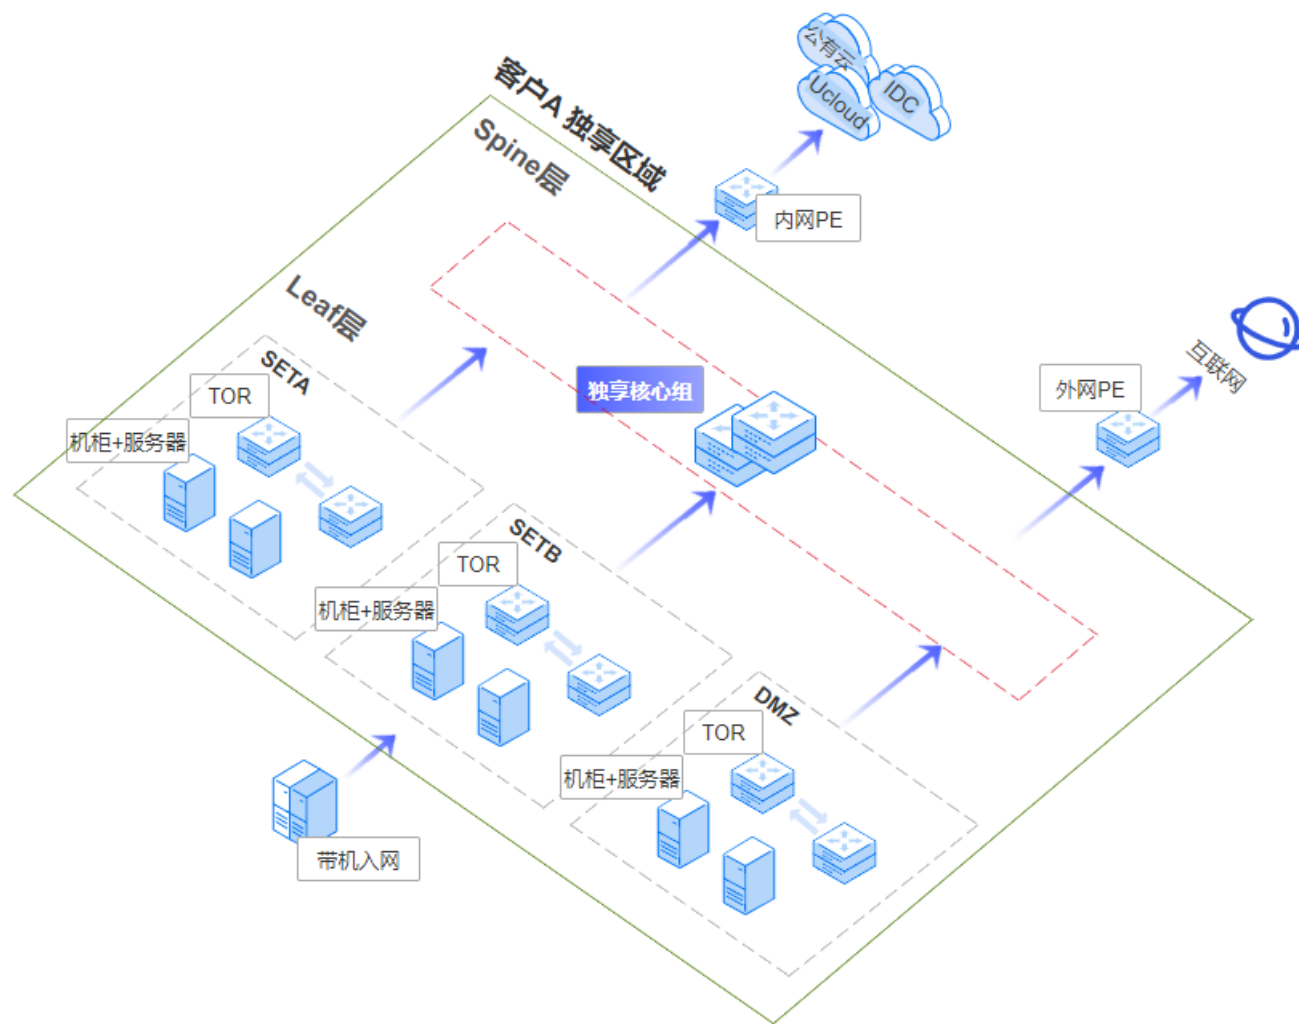 公有云
Ucloud
IDC
客户A 独享区域
Spine层
内网PE
Leaf层
互联网
SETA
独享核心组
外网PE
TOR
机柜+服务器
SETB
TOR
机柜+服务器
DMZ
TOR
机柜+服务器
带机入网